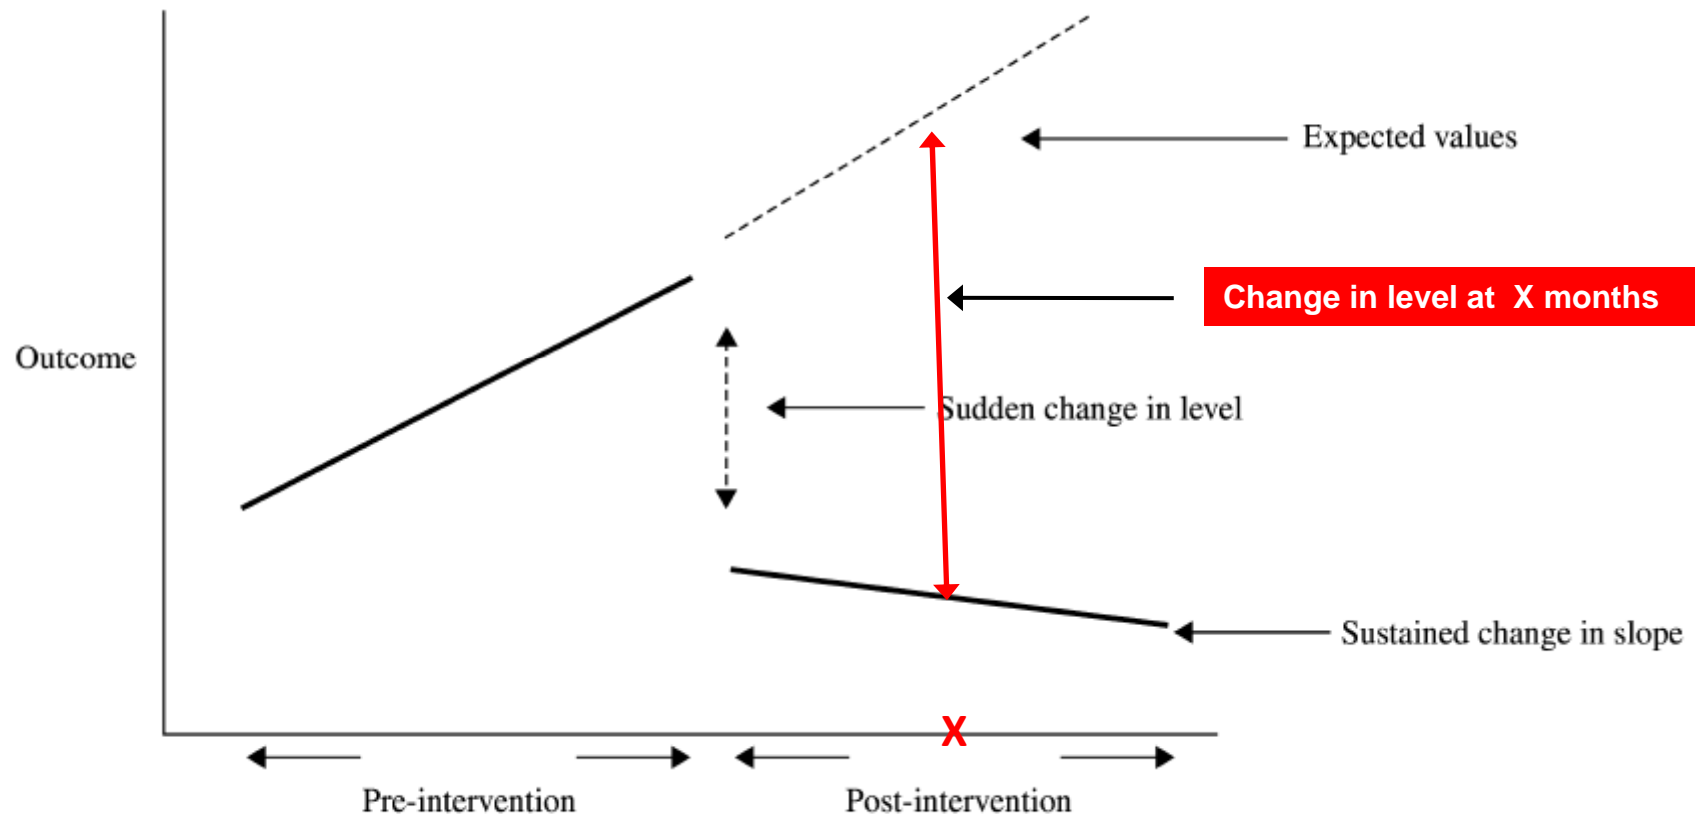 Expected values
Change in level at X months
Outcome
Sudden change in level
Sustained change in slope
X
Pre-intervention
Post-intervention